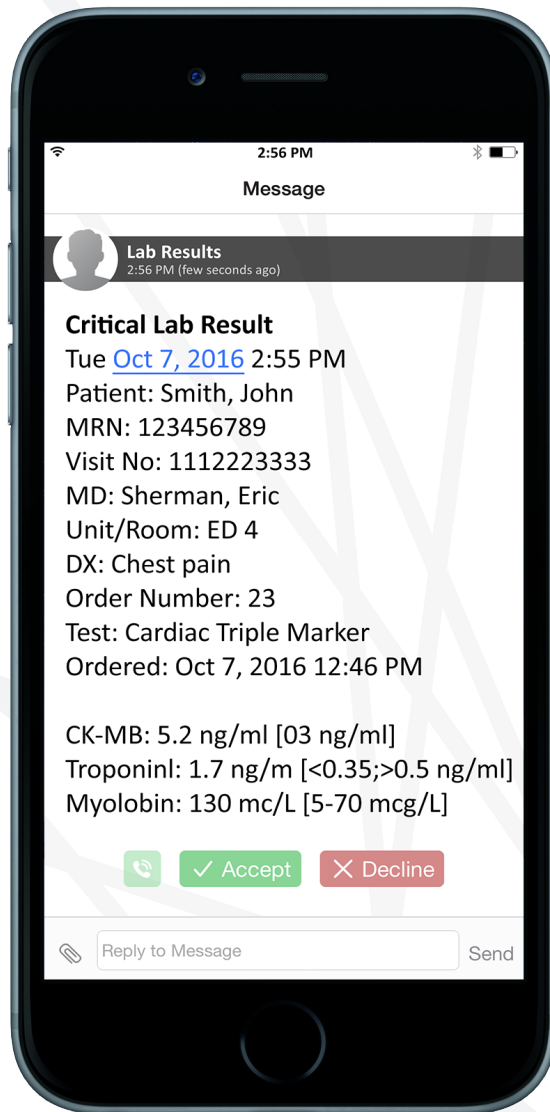 2:56 PM
Message
Lab Results
2:56 PM (few seconds ago)
Critical Lab Result
Tue Oct 7, 2016 2:55 PM
Patient: Smith, John
MRN: 123456789
Visit No: 1112223333
MD: Sherman, Eric
Unit/Room: ED 4
DX: Chest pain
Order Number: 23
Test: Cardiac Triple Marker
Ordered: Oct 7, 2016 12:46 PM
CK-MB: 5.2 ng/ml [03 ng/ml]
Troponinl: 1.7 ng/m [<0.35;>0.5 ng/ml]
Myolobin: 130 mc/L [5-70 mcg/L]
Accept Decline
Reply to Message Send